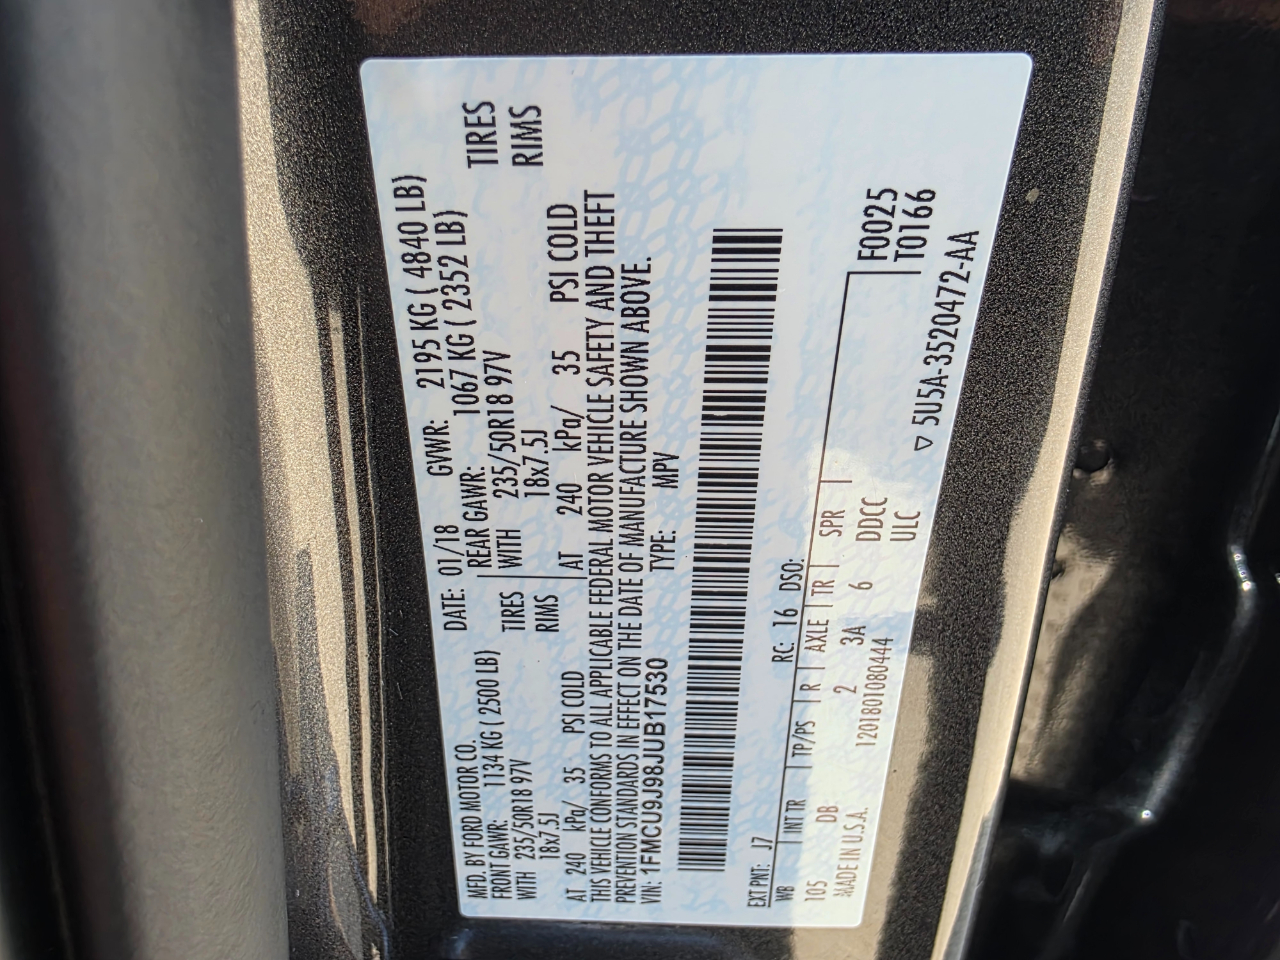 MFD. BY FORD MOTOR CO.
DATE: 01/18 GVWR: 2195 KG ( 4840 LB)
FRONT GAWR: 1134 KG ( 2500 LB) REAR GAWR: 1067 KG ( 2352 LB)
WITH 235/50R18 97V TIRES WITH 235/50R18 97V TIRES
18x7.5J RIMS 18x7.5J RIMS
AT 240 kPa/ 35 PSI COLD AT 240 kPa/ 35 PSI COLD
THIS VEHICLE CONFORMS TO ALL APPLICABLE FEDERAL MOTOR VEHICLE SAFETY AND THEFT
PREVENTION STANDARDS IN EFFECT ON THE DATE OF MANUFACTURE SHOWN ABOVE.
VIN: 1FMCU9J98JUB17530 TYPE: MPV
EXT PNT: J7 RC: 16 DSO:
WB INT TR TP/PS R AXLE TR SPR F0025
105 DB 2 3A 6 DDCC T0166
MADE IN U.S.A. 1201801080444 ULC
▽ 5U5A-3520472-AA